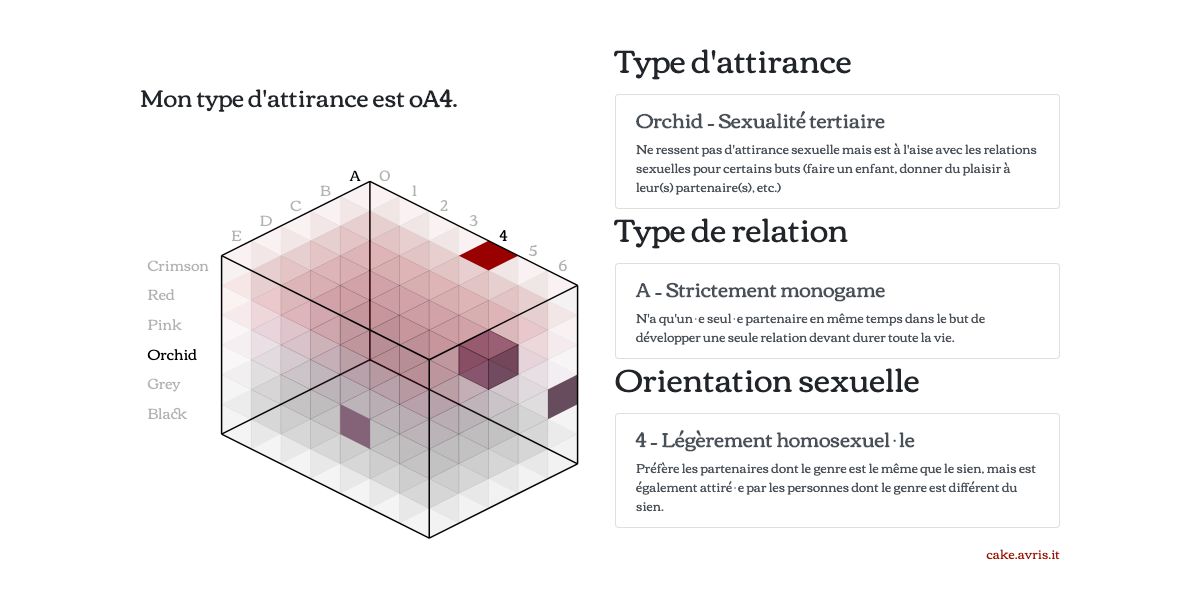 Mon type d'attirance est oA4.
A
O
B
1
C
2
D
3
E
4
5
6
Crimson
Red
Pink
Orchid
Grey
Black
Type d'attirance
Orchid - Sexualité tertiaire
Ne ressent pas d'attirance sexuelle mais est à l'aise avec les relations
sexuelles pour certains buts (faire un enfant, donner du plaisir à
leur(s) partenaire(s), etc.)
Type de relation
A - Strictement monogame
N'a qu'un·e seul·e partenaire en même temps dans le but de
développer une seule relation devant durer toute la vie.
Orientation sexuelle
4 - Légèrement homosexuel·le
Préfère les partenaires dont le genre est le même que le sien, mais est
également attiré·e par les personnes dont le genre est différent du
sien.
cake.avris.it